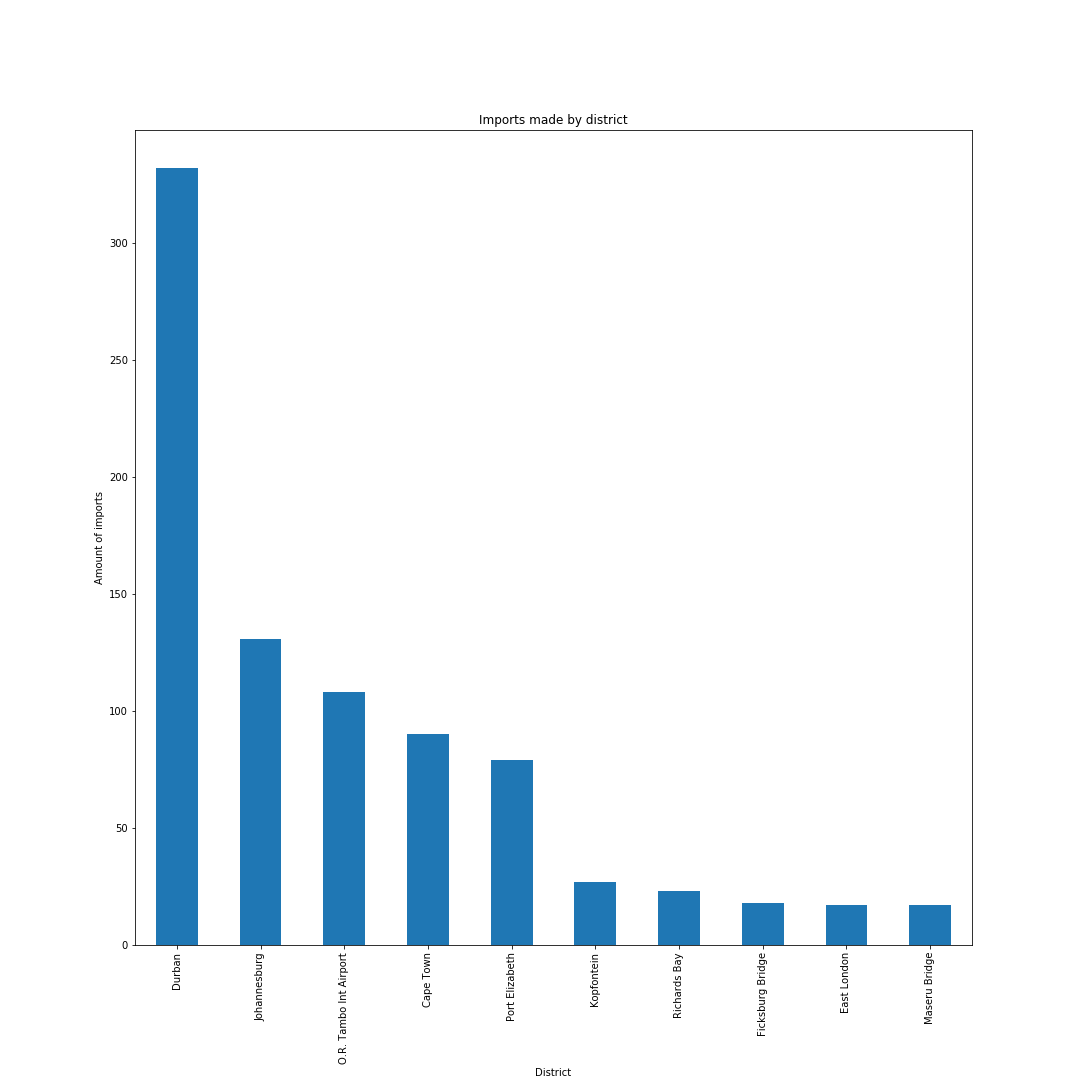 Imports made by district
300
250
200
150
100
50
0
Amount of imports
Durban
Johannesburg
O.R. Tambo Int Airport
Cape Town
Port Elizabeth
Kopfontein
Richards Bay
Ficksburg Bridge
East London
Maseru Bridge
District